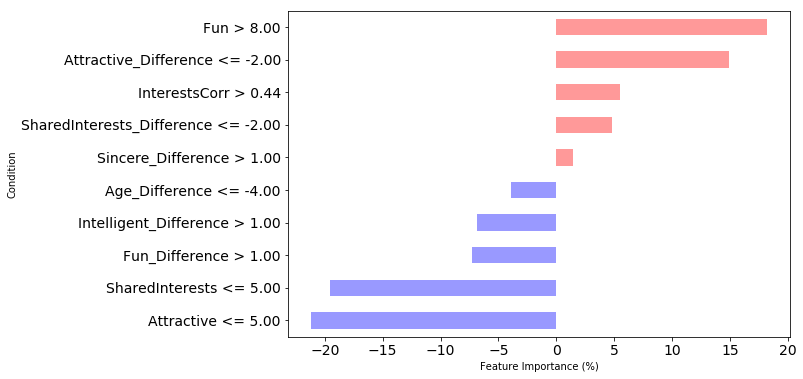 Fun > 8.00
Attractive_Difference <= -2.00
InterestsCorr > 0.44
SharedInterests_Difference <= -2.00
Sincere_Difference > 1.00
Age_Difference <= -4.00
Intelligent_Difference > 1.00
Fun_Difference > 1.00
SharedInterests <= 5.00
Attractive <= 5.00
Condition
−20 −15 −10 −5 0 5 10 15 20
Feature Importance (%)